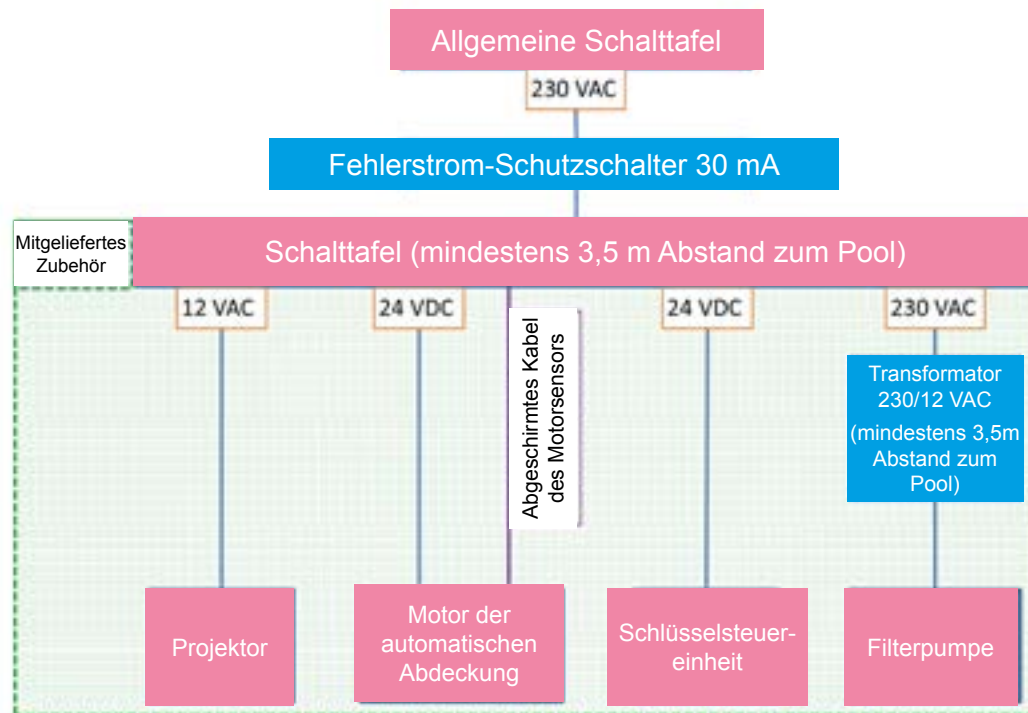 Allgemeine Schalttafel
230 VAC
Fehlerstrom-Schutzschalter 30 mA
Mitgeliefertes
Zubehör
Schalttafel (mindestens 3,5 m Abstand zum Pool)
12 VAC
24 VDC
Abgeschirmtes Kabel
des Motorsensors
24 VDC
230 VAC
Transformator
230/12 VAC
(mindestens 3,5m
Abstand zum
Pool)
Projektor
Motor der
automatischen
Abdeckung
Schlüsselsteuer-
einheit
Filterpumpe